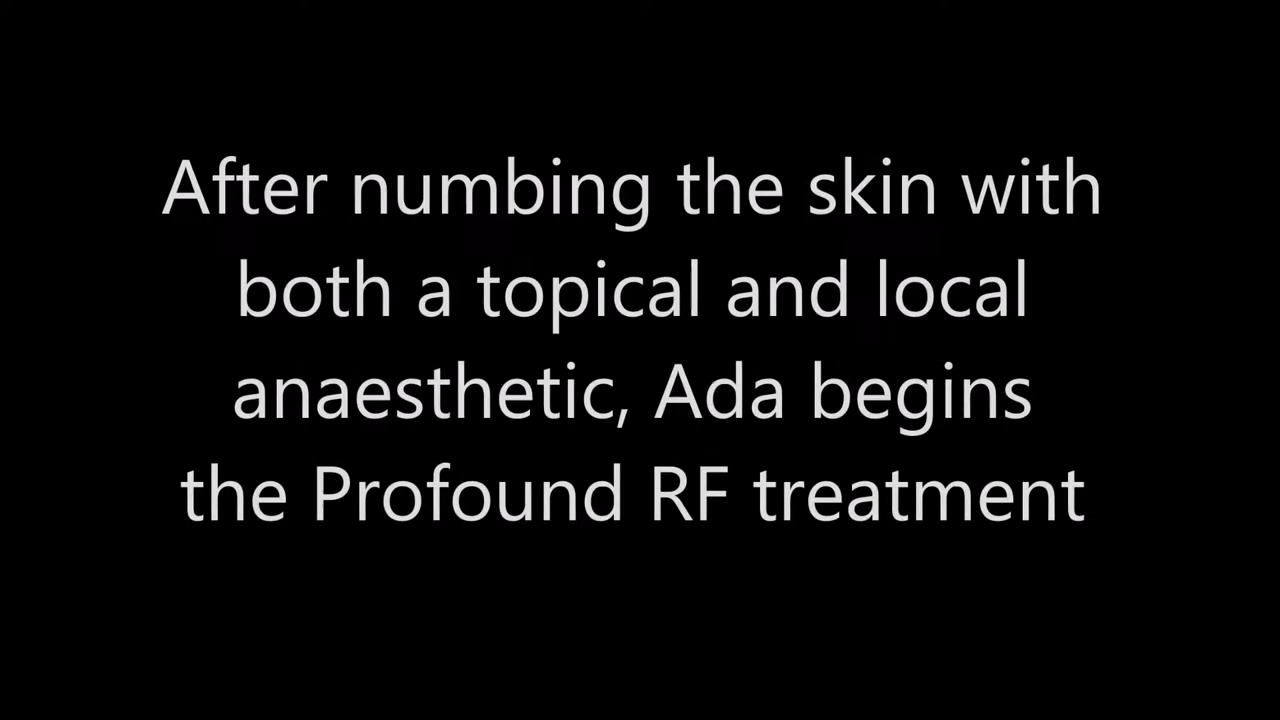 After numbing the skin with
both a topical and local
anaesthetic, Ada begins
the Profound RF treatment